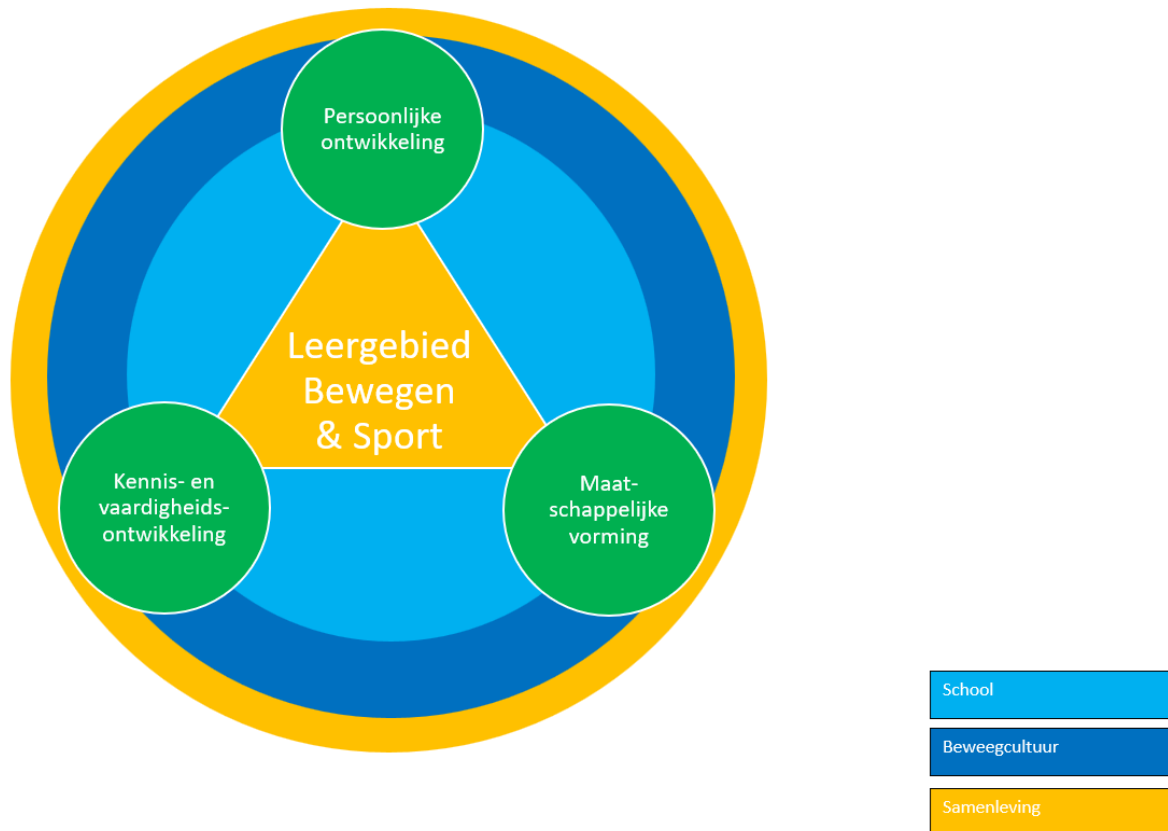 Persoonlijke
ontwikkeling
Leergebied
Bewegen
& Sport
Kennis- en
vaardigheids-
ontwikkeling
Maat-
schappelijke
vorming
School
Beweegcultuur
Samenleving